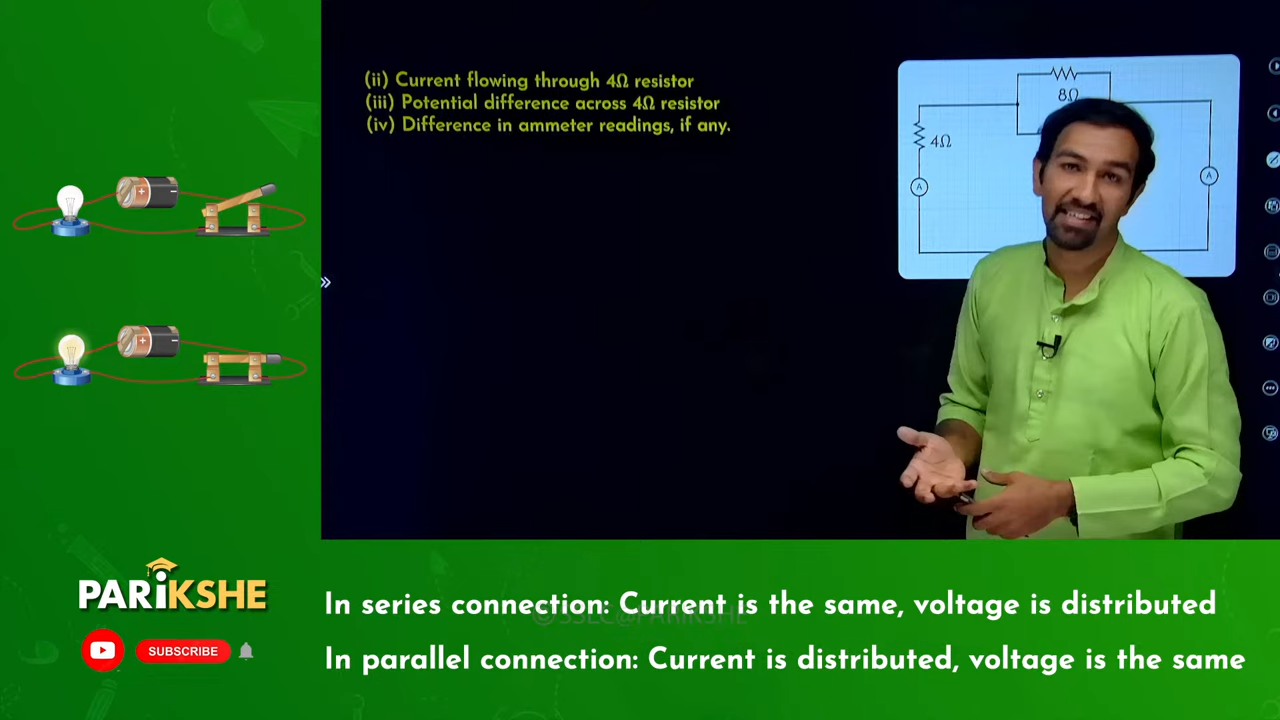 (ii) Current flowing through 4Ω resistor
(iii) Potential difference across 4Ω resistor
(iv) Difference in ammeter readings, if any.
8Ω
4Ω
A
A
PARiKSHE
SUBSCRIBE
In series connection: Current is the same, voltage is distributed
©SSLC@PARIKSHE
In parallel connection: Current is distributed, voltage is the same